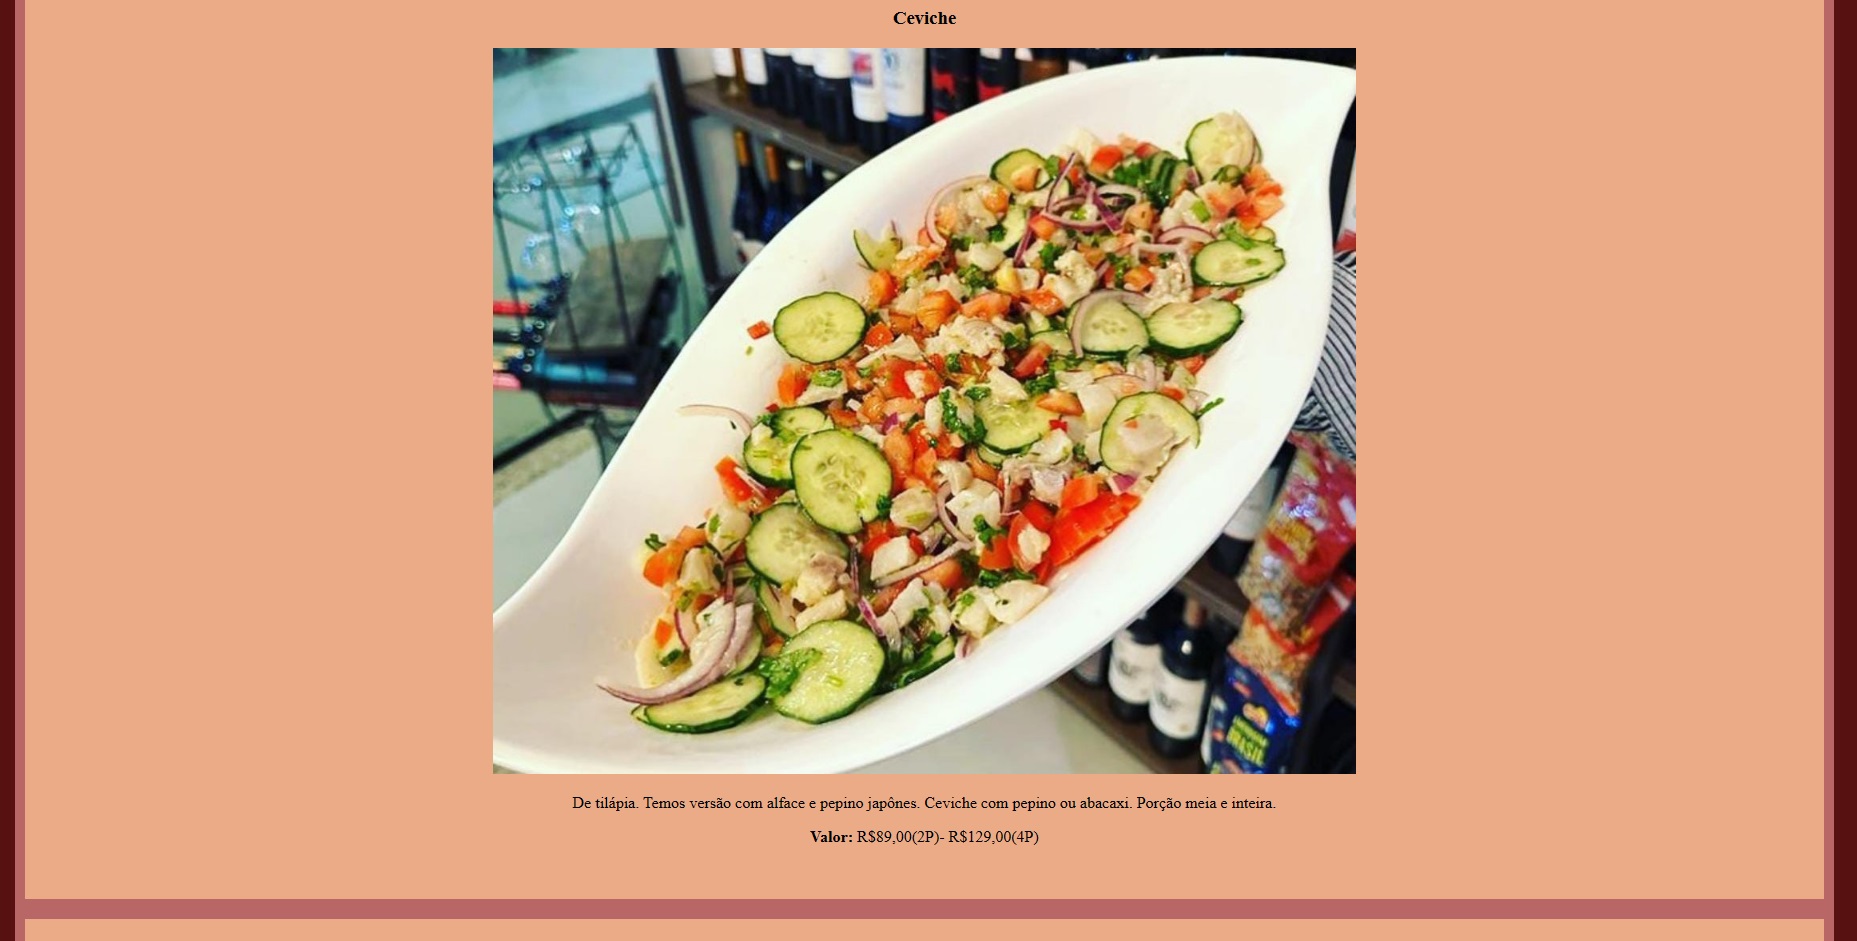 Ceviche
BRASIL
De tilápia. Temos versão com alface e pepino japônes. Ceviche com pepino ou abacaxi. Porção meia e inteira.
Valor: R$89,00(2P)- R$129,00(4P)